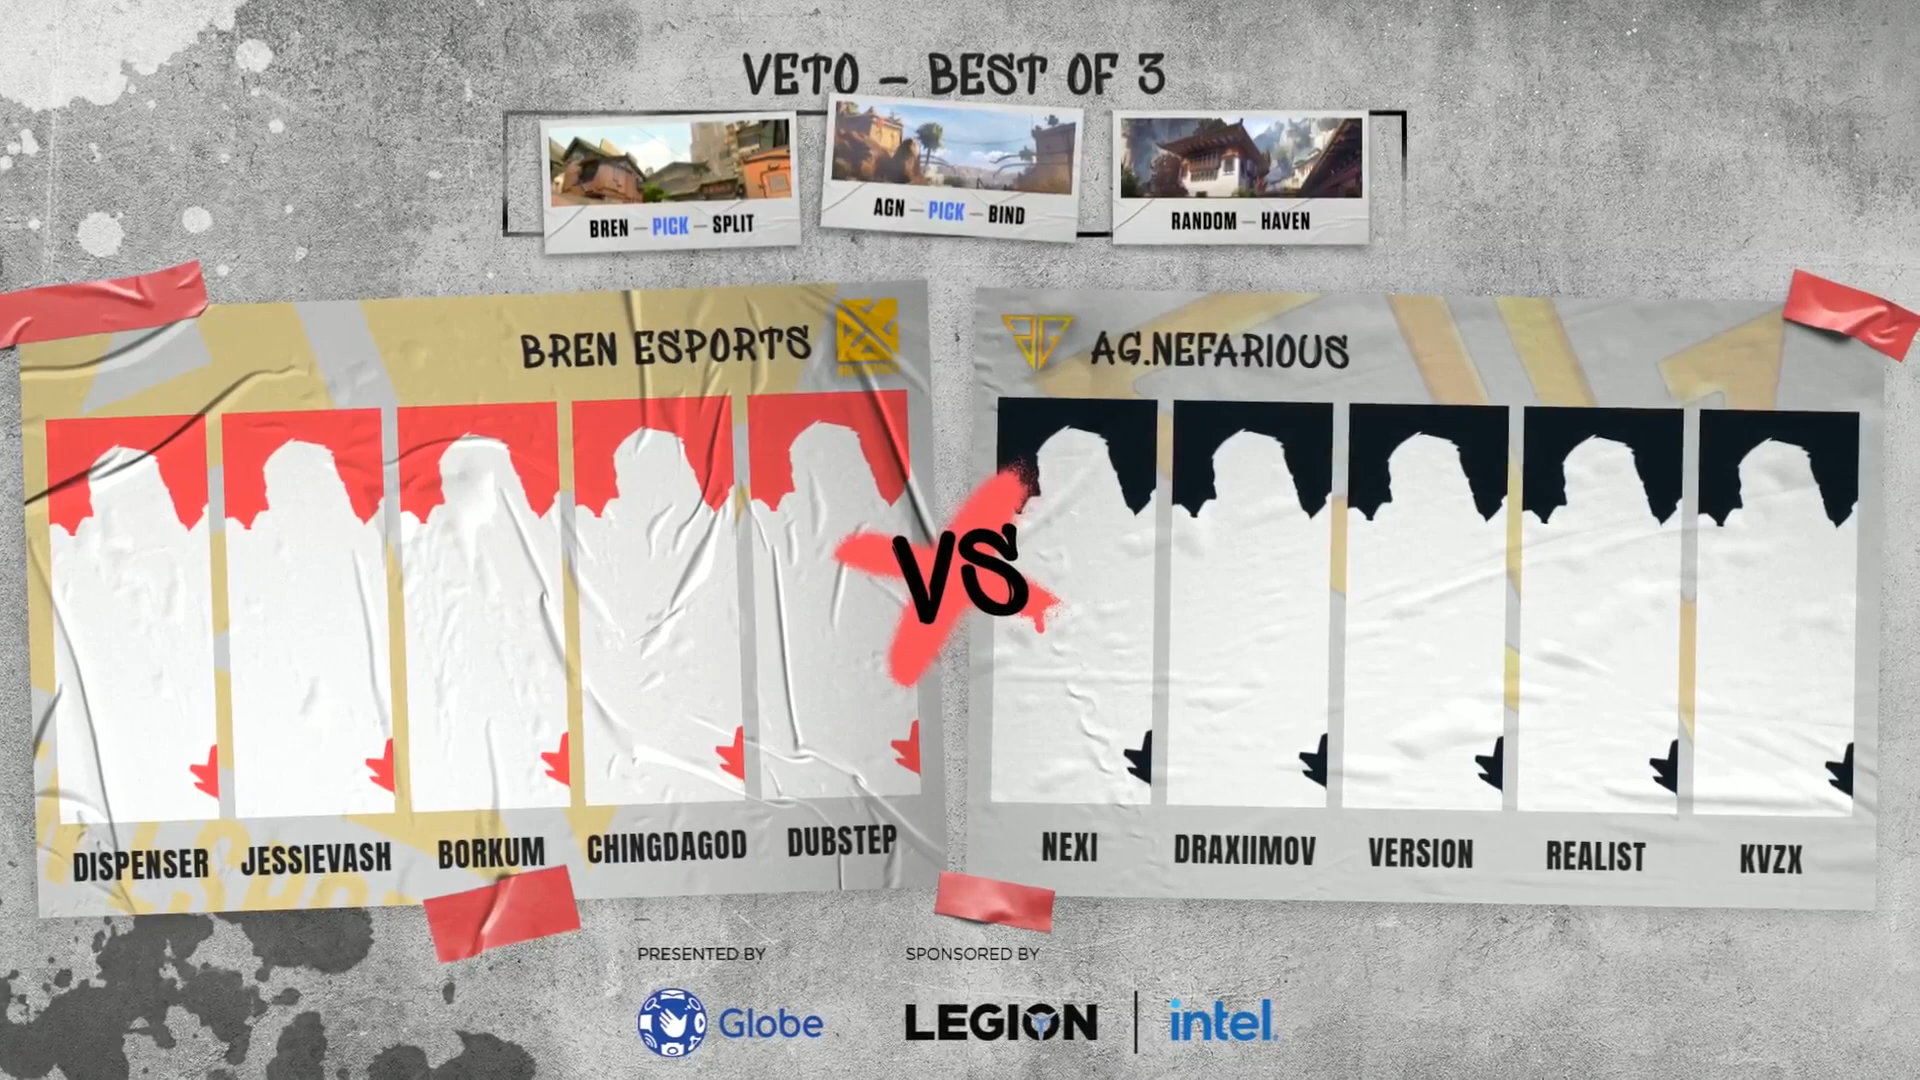 VETO – BEST OF 3
BREN – PICK – SPLIT
AGN – PICK – BIND
RANDOM – HAVEN
BREN ESPORTS
AG.NEFARIOUS
VS
DISPENSER
JESSIEVASH
BORKUM
CHINGDAGOD
DUBSTEP
NEXI
DRAXIIMOV
VERSION
REALIST
KVZX
PRESENTED BY
SPONSORED BY
Globe
LEGION
intel